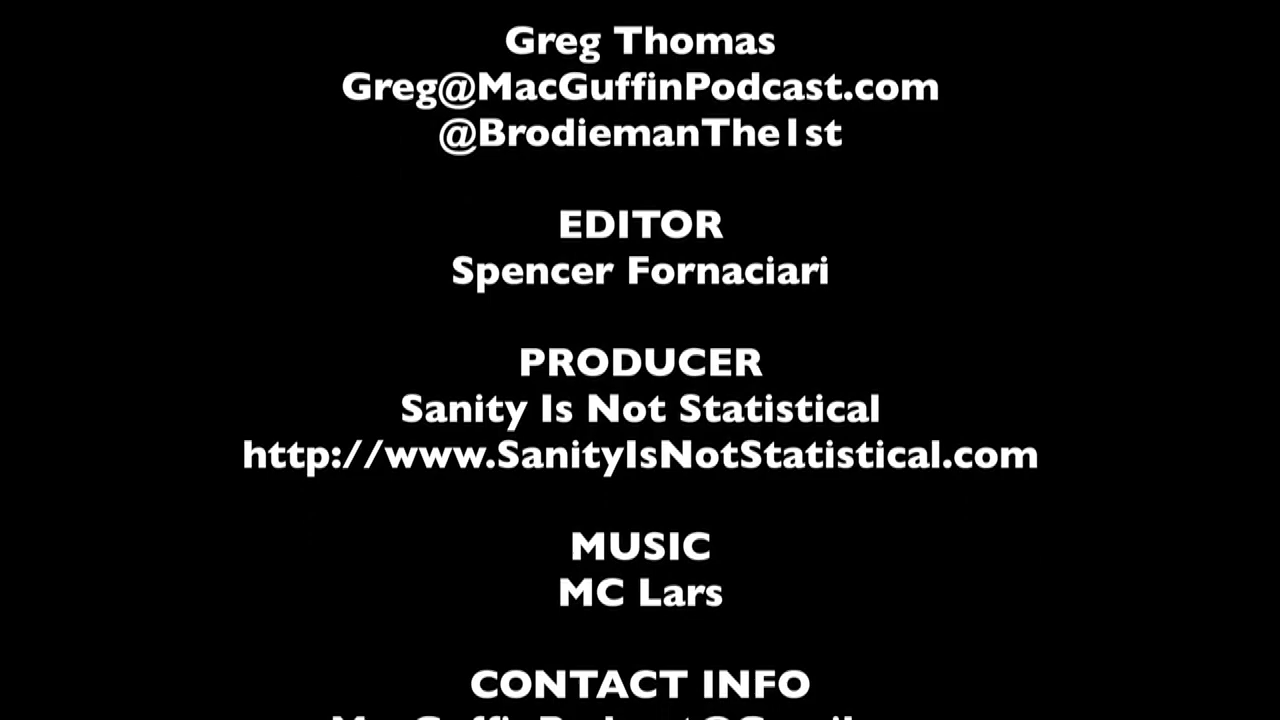 Greg Thomas
Greg@MacGuffinPodcast.com
@BrodiemanThe1st
EDITOR
Spencer Fornaciari
PRODUCER
Sanity Is Not Statistical
http://www.SanityIsNotStatistical.com
MUSIC
MC Lars
CONTACT INFO